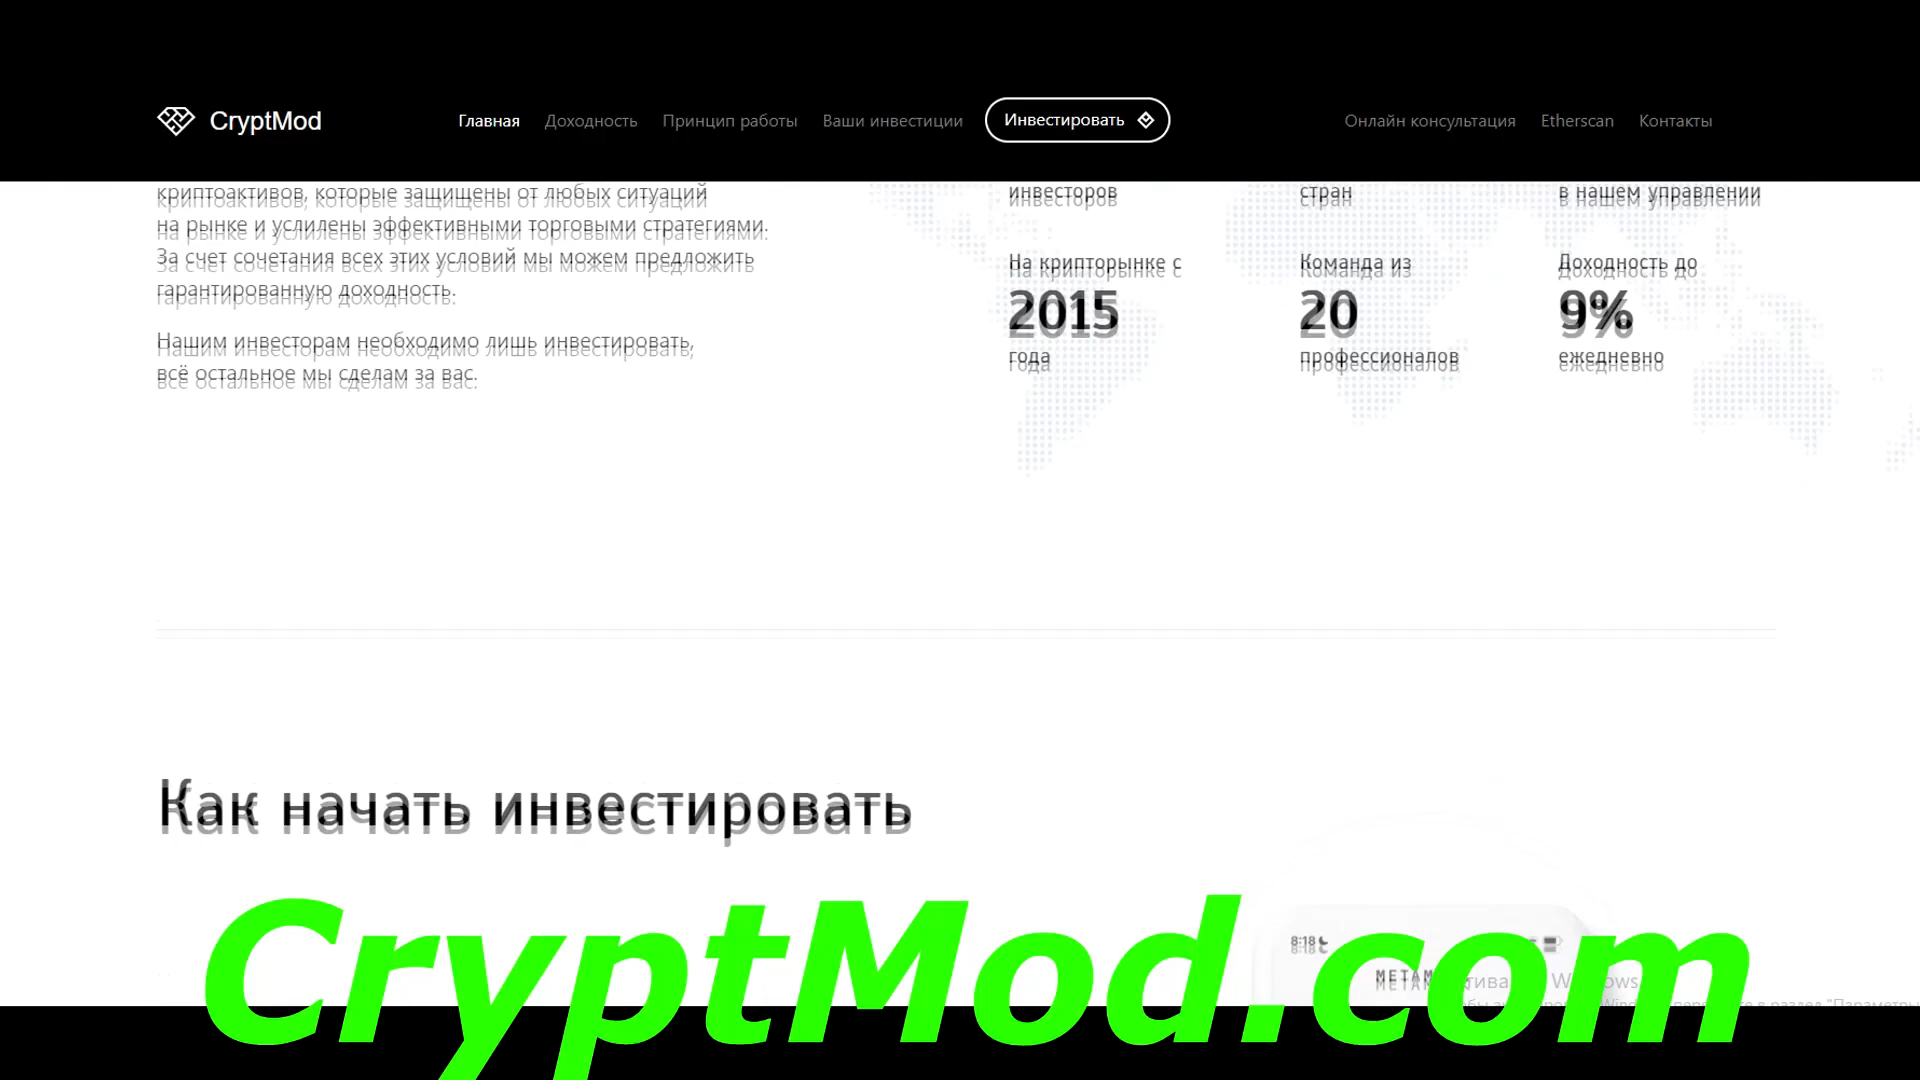 CryptMod
Главная Доходность Принцип работы Ваши инвестиции Инвестировать Онлайн консультация Etherscan Контакты
криптоактивов, которые защищены от любых ситуаций
на рынке и услилены эффективными торговыми стратегиями.
За счет сочетания всех этих условий мы можем предложить
гарантированную доходность.
Нашим инвесторам необходимо лишь инвестировать,
всё остальное мы сделам за вас.
инвесторов
стран
в нашем управлении
На крипторынке с
2015
года
Команда из
20
профессионалов
Доходность до
9%
ежедневно
Как начать инвестировать
8:18
CryptMod.com